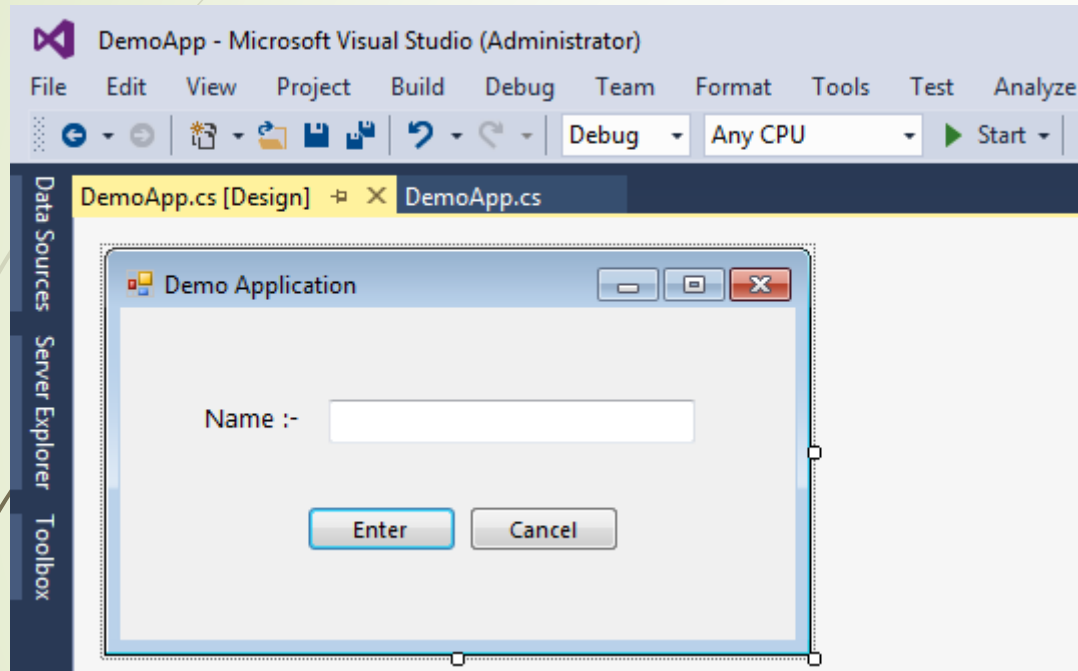 DemoApp - Microsoft Visual Studio (Administrator)
File Edit View Project Build Debug Team Format Tools Test Analyze
Debug Any CPU Start
DemoApp.cs [Design] DemoApp.cs
Data Sources
Server Explorer
Toolbox
Demo Application
Name :-
Enter Cancel